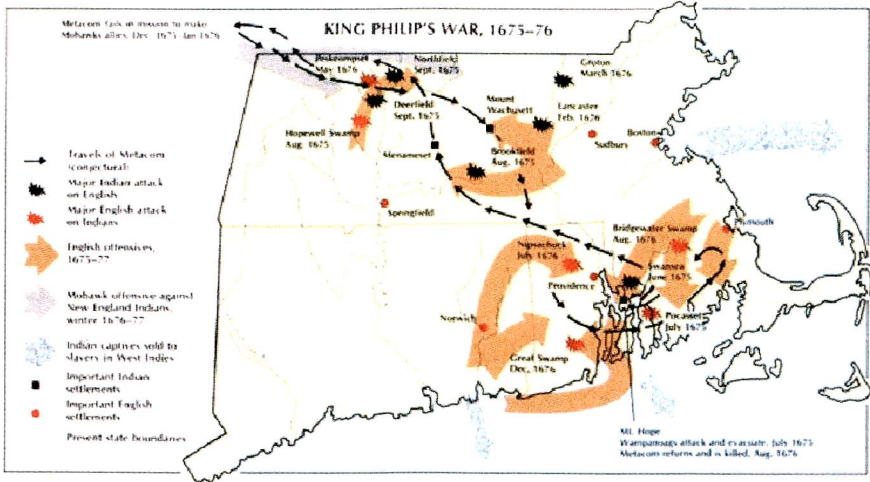 Metacom fails in mission to make
Mohawks allies, Dec. 1675–Jan 1676
KING PHILIP'S WAR, 1675–76
Peskeompset
May 1676
Northfield
Sept. 1675
Groton
March 1676
Deerfield
Sept. 1675
Mount
Wachusett
Lancaster
Feb. 1676
Hopewell Swamp
Aug. 1675
Menameset
Brookfield
Aug. 1675
Sudbury
Boston
Springfield
Travels of Metacom
(conjectural)
Major Indian attack
on English
Major English attack
on Indians
English offensives,
1675–77
Mohawk offensive against
New England Indians,
winter 1676–77
Indian captives sold to
slavers in West Indies
Important Indian
settlements
Important English
settlements
Present state boundaries
Bridgewater Swamp
Aug. 1676
Plymouth
Nipsachuck
July 1676
Swansea
June 1675
Providence
Norwich
Pocasset
July 1675
Great Swamp
Dec. 1676
Mt. Hope
Wampanoags attack and evacuate, July 1675
Metacom returns and is killed, Aug. 1676